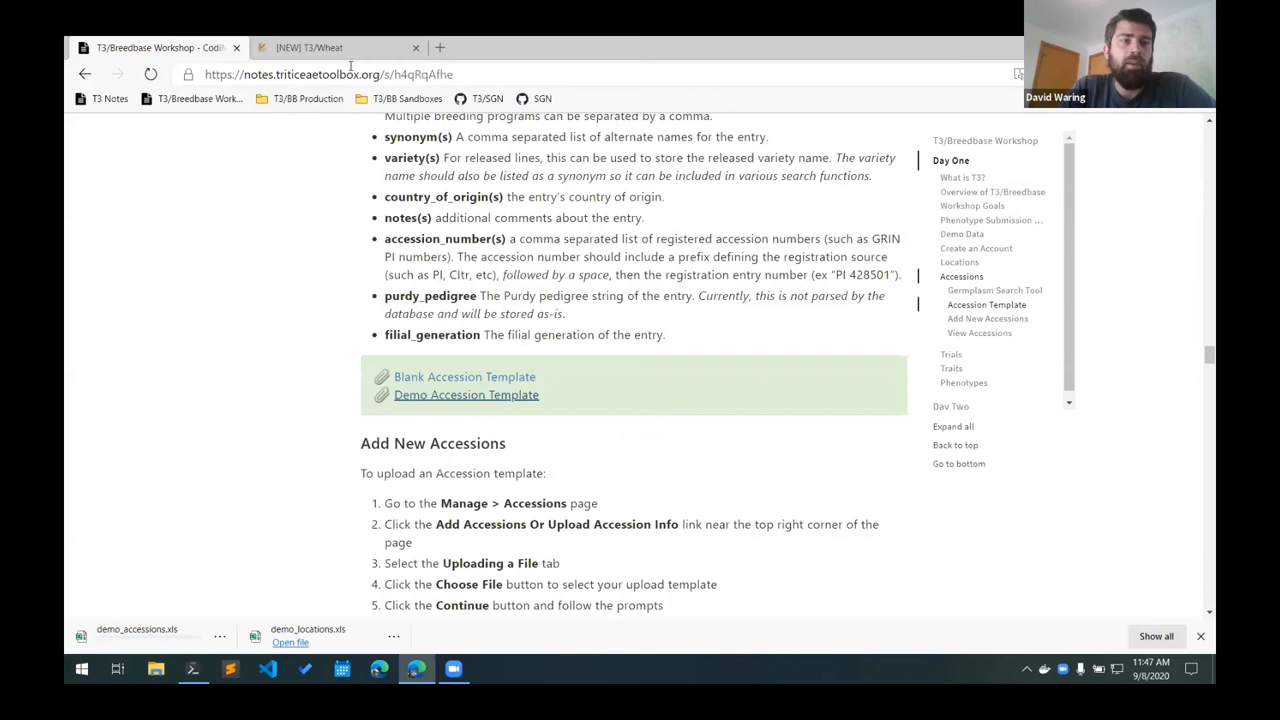 T3/Breedbase Workshop - CodiM
[NEW] T3/Wheat
https://notes.triticeaetoolbox.org/s/h4qRqAfhe
T3 Notes
T3/Breedbase Work...
T3/BB Production
T3/BB Sandboxes
T3/SGN
SGN
David Waring
Multiple breeding programs can be separated by a comma.
• synonym(s) A comma separated list of alternate names for the entry.
• variety(s) For released lines, this can be used to store the released variety name. The variety
name should also be listed as a synonym so it can be included in various search functions.
• country_of_origin(s) the entry's country of origin.
• notes(s) additional comments about the entry.
• accession_number(s) a comma separated list of registered accession numbers (such as GRIN
PI numbers). The accession number should include a prefix defining the registration source
(such as PI, CItr, etc), followed by a space, then the registration entry number (ex "PI 428501").
• purdy_pedigree The Purdy pedigree string of the entry. Currently, this is not parsed by the
database and will be stored as-is.
• filial_generation The filial generation of the entry.
Blank Accession Template
Demo Accession Template
Add New Accessions
To upload an Accession template:
1. Go to the Manage > Accessions page
2. Click the Add Accessions Or Upload Accession Info link near the top right corner of the
page
3. Select the Uploading a File tab
4. Click the Choose File button to select your upload template
5. Click the Continue button and follow the prompts
T3/Breedbase Workshop
Day One
What is T3?
Overview of T3/Breedbase
Workshop Goals
Phenotype Submission ...
Demo Data
Create an Account
Locations
Accessions
Germplasm Search Tool
Accession Template
Add New Accessions
View Accessions
Trials
Traits
Phenotypes
Day Two
Expand all
Back to top
Go to bottom
demo_accessions.xls
demo_locations.xls
Open file
Show all
11:47 AM
9/8/2020